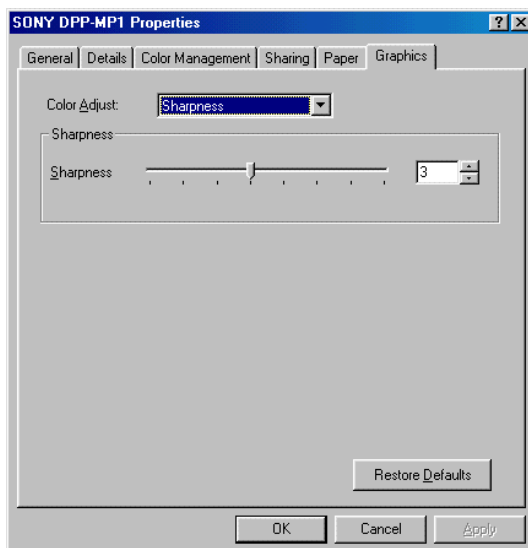 SONY DPP-MP1 Properties ? X
General Details Color Management Sharing Paper Graphics
Color Adjust: Sharpness
Sharpness
Sharpness 3
Restore Defaults
OK Cancel Apply